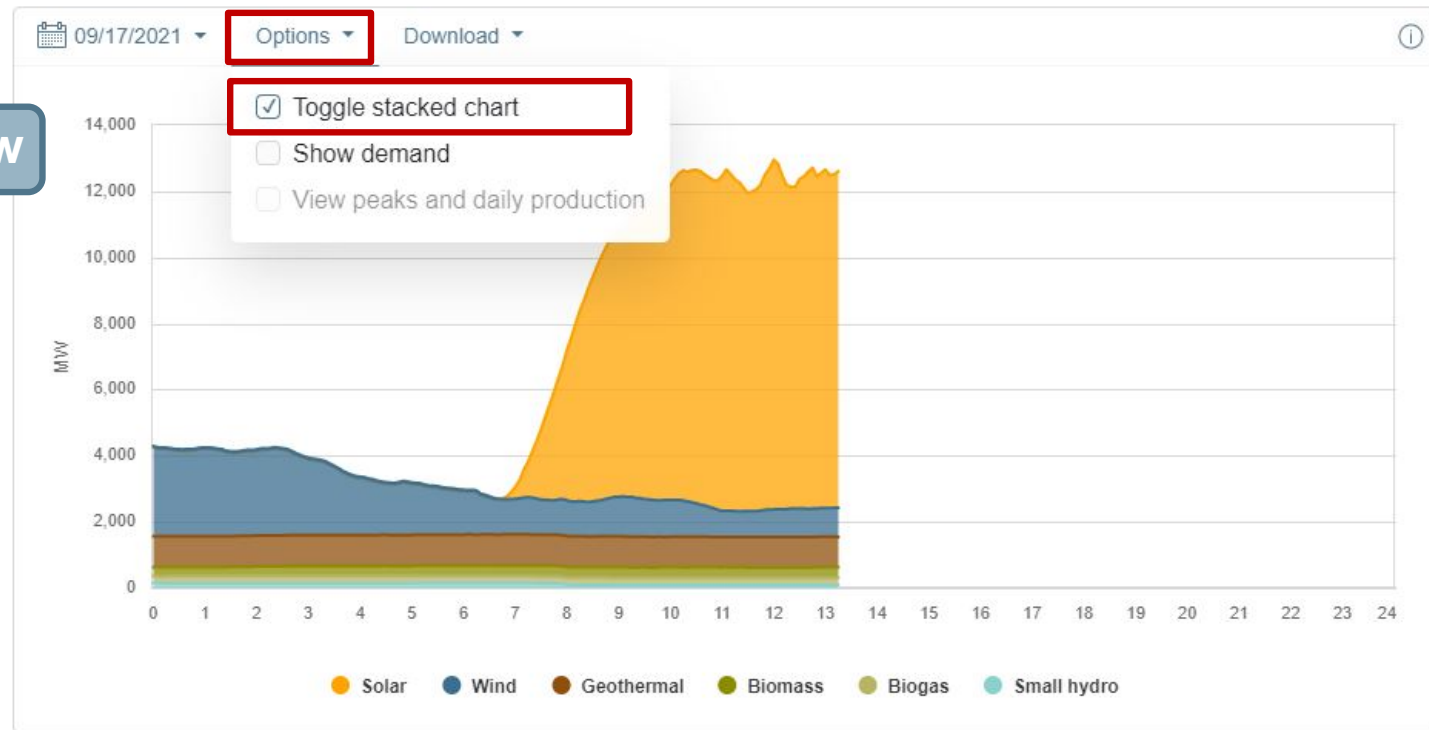 09/17/2021 Options Download
Toggle stacked chart
Show demand
View peaks and daily production
14,000
12,000
10,000
8,000
6,000
4,000
2,000
0
MW
0 1 2 3 4 5 6 7 8 9 10 11 12 13 14 15 16 17 18 19 20 21 22 23 24
Solar Wind Geothermal Biomass Biogas Small hydro